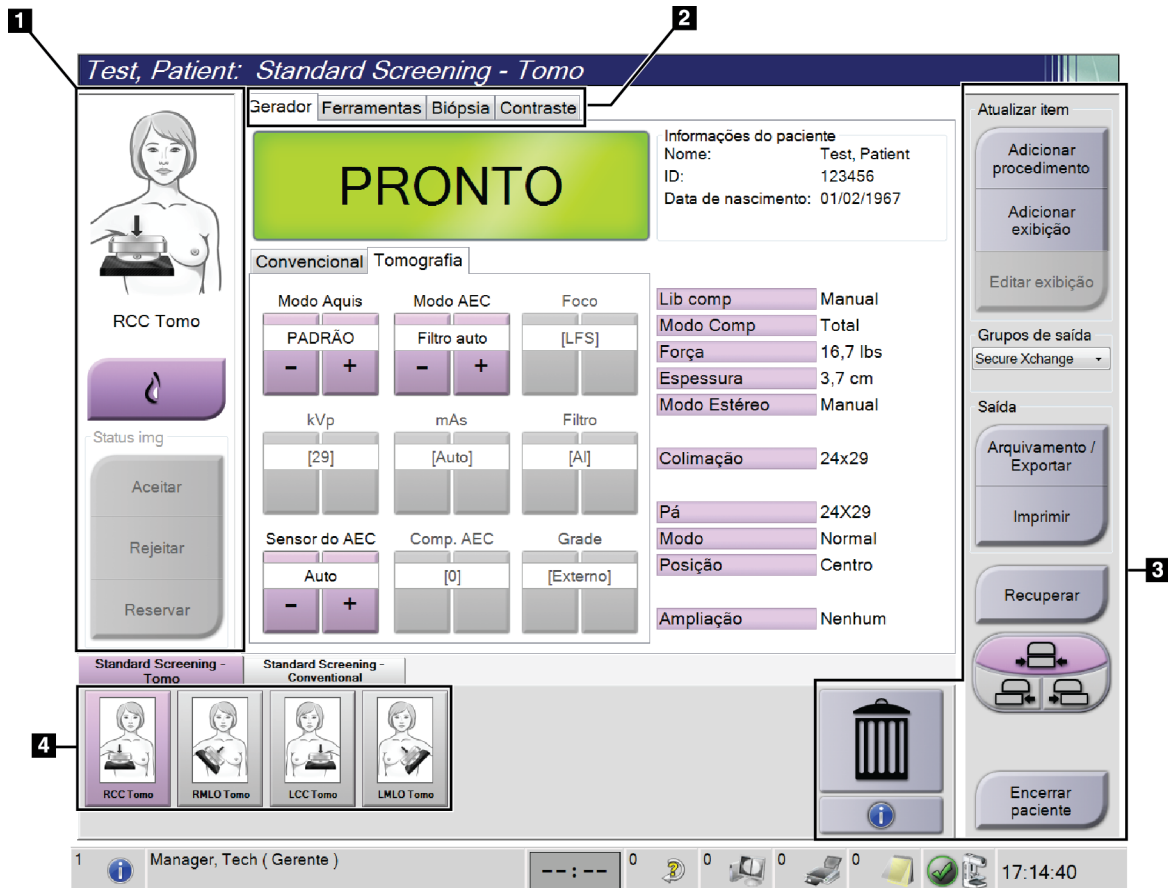 1
2
3
4
Test, Patient: Standard Screening - Tomo
RCC Tomo
Status img
Aceitar
Rejeitar
Reservar
Gerador Ferramentas Biópsia Contraste
PRONTO
Informações do paciente
Nome: Test, Patient
ID: 123456
Data de nascimento: 01/02/1967
Convencional Tomografia
Modo Aquis Modo AEC Foco
PADRÃO Filtro auto [LFS]
- + - +
kVp mAs Filtro
[29] [Auto] [Al]
Sensor do AEC Comp. AEC Grade
Auto [0] [Externo]
- +
Lib comp Manual
Modo Comp Total
Força 16,7 lbs
Espessura 3,7 cm
Modo Estéreo Manual
Colimação 24x29
Pá 24X29
Modo Normal
Posição Centro
Ampliação Nenhum
Atualizar item
Adicionar
procedimento
Adicionar
exibição
Editar exibição
Grupos de saída
Secure Xchange
Saída
Arquivamento /
Exportar
Imprimir
Recuperar
Encerrar
paciente
Standard Screening -
Tomo
Standard Screening -
Conventional
RCC Tomo RMLO Tomo LCC Tomo LMLO Tomo
1 Manager, Tech ( Gerente ) --:-- 0 0 0 0 17:14:40